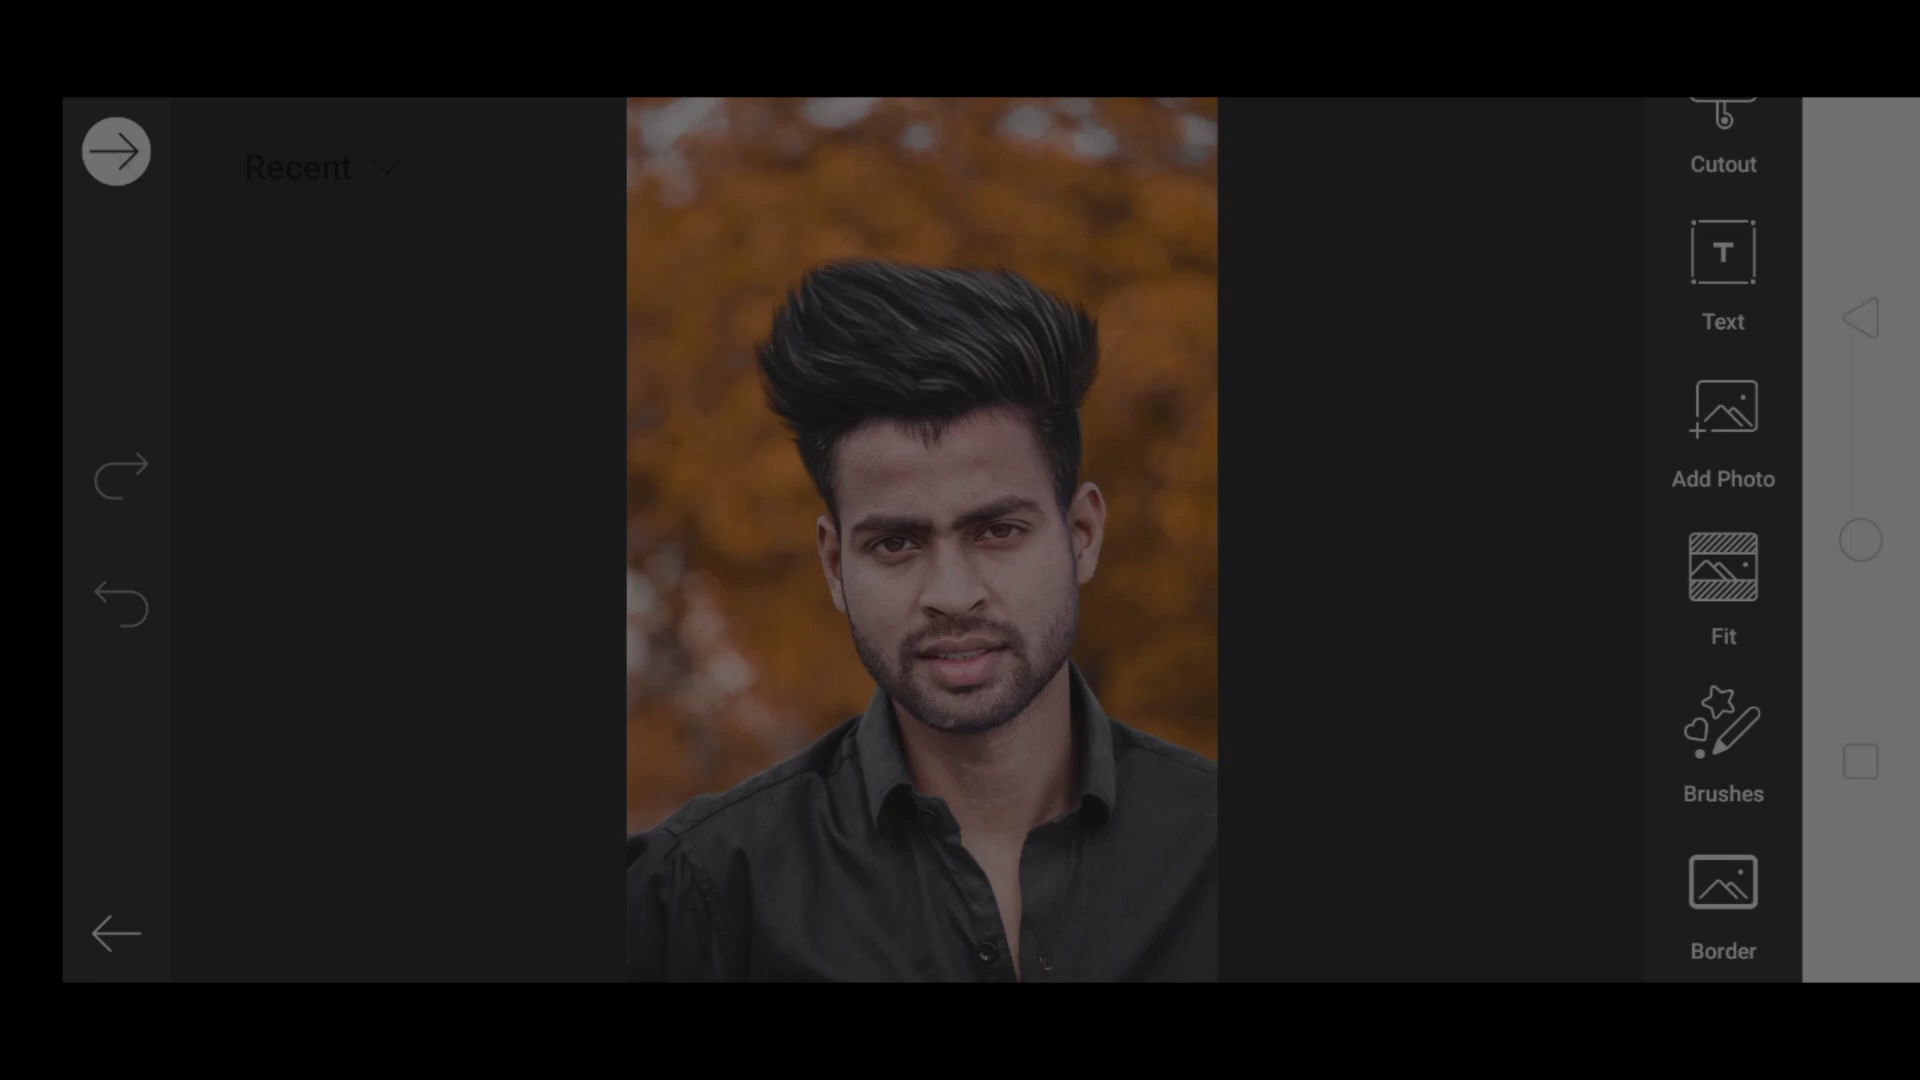 Recent
Cutout
T
Text
Add Photo
Fit
Brushes
Border